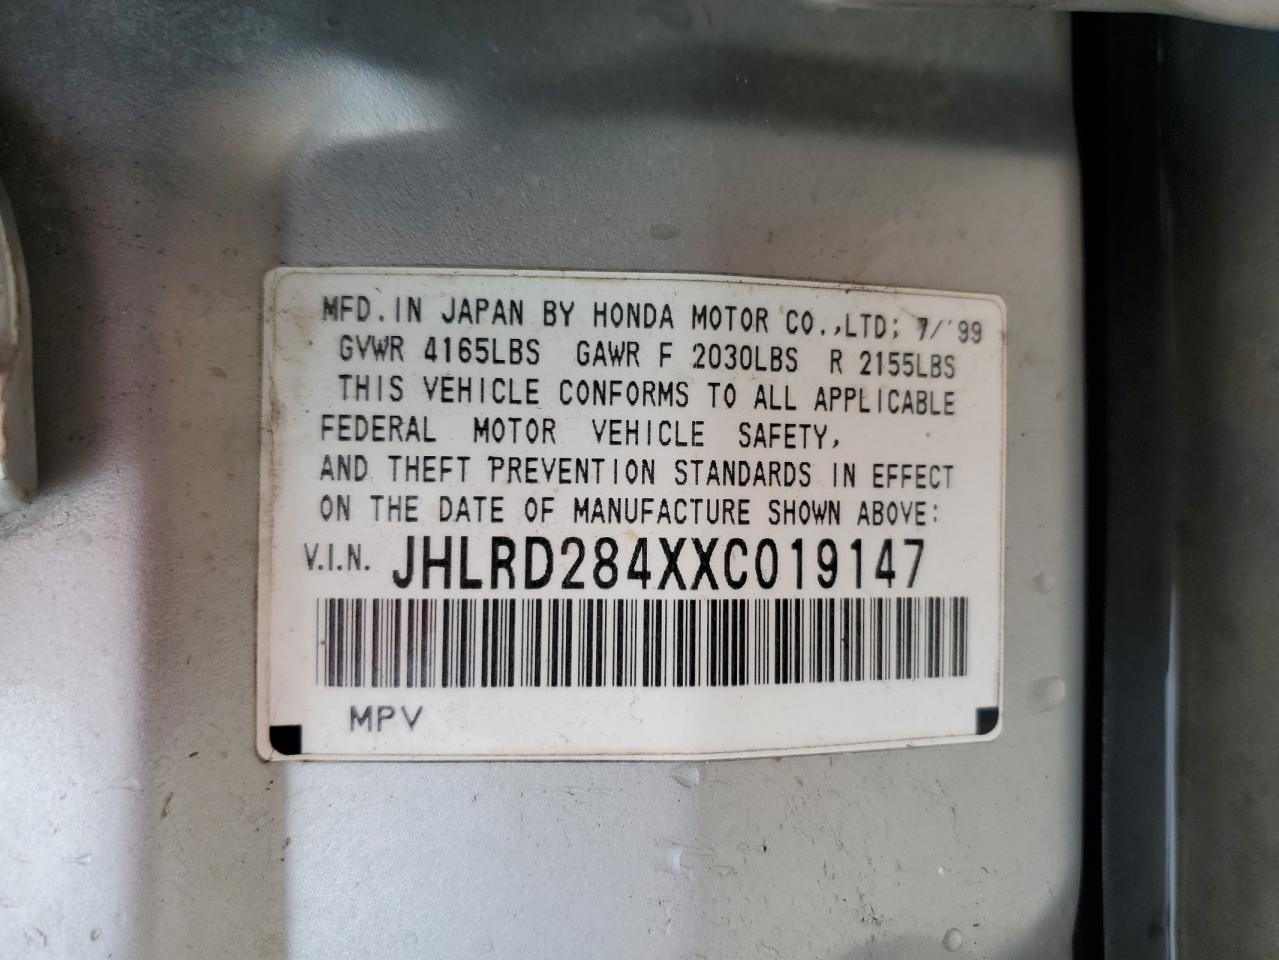 MFD. IN JAPAN BY HONDA MOTOR CO.,LTD; 7/'99
GVWR 4165LBS GAWR F 2030LBS R 2155LBS
THIS VEHICLE CONFORMS TO ALL APPLICABLE
FEDERAL MOTOR VEHICLE SAFETY,
AND THEFT PREVENTION STANDARDS IN EFFECT
ON THE DATE OF MANUFACTURE SHOWN ABOVE:
V.I.N. JHLRD284XXC019147
MPV